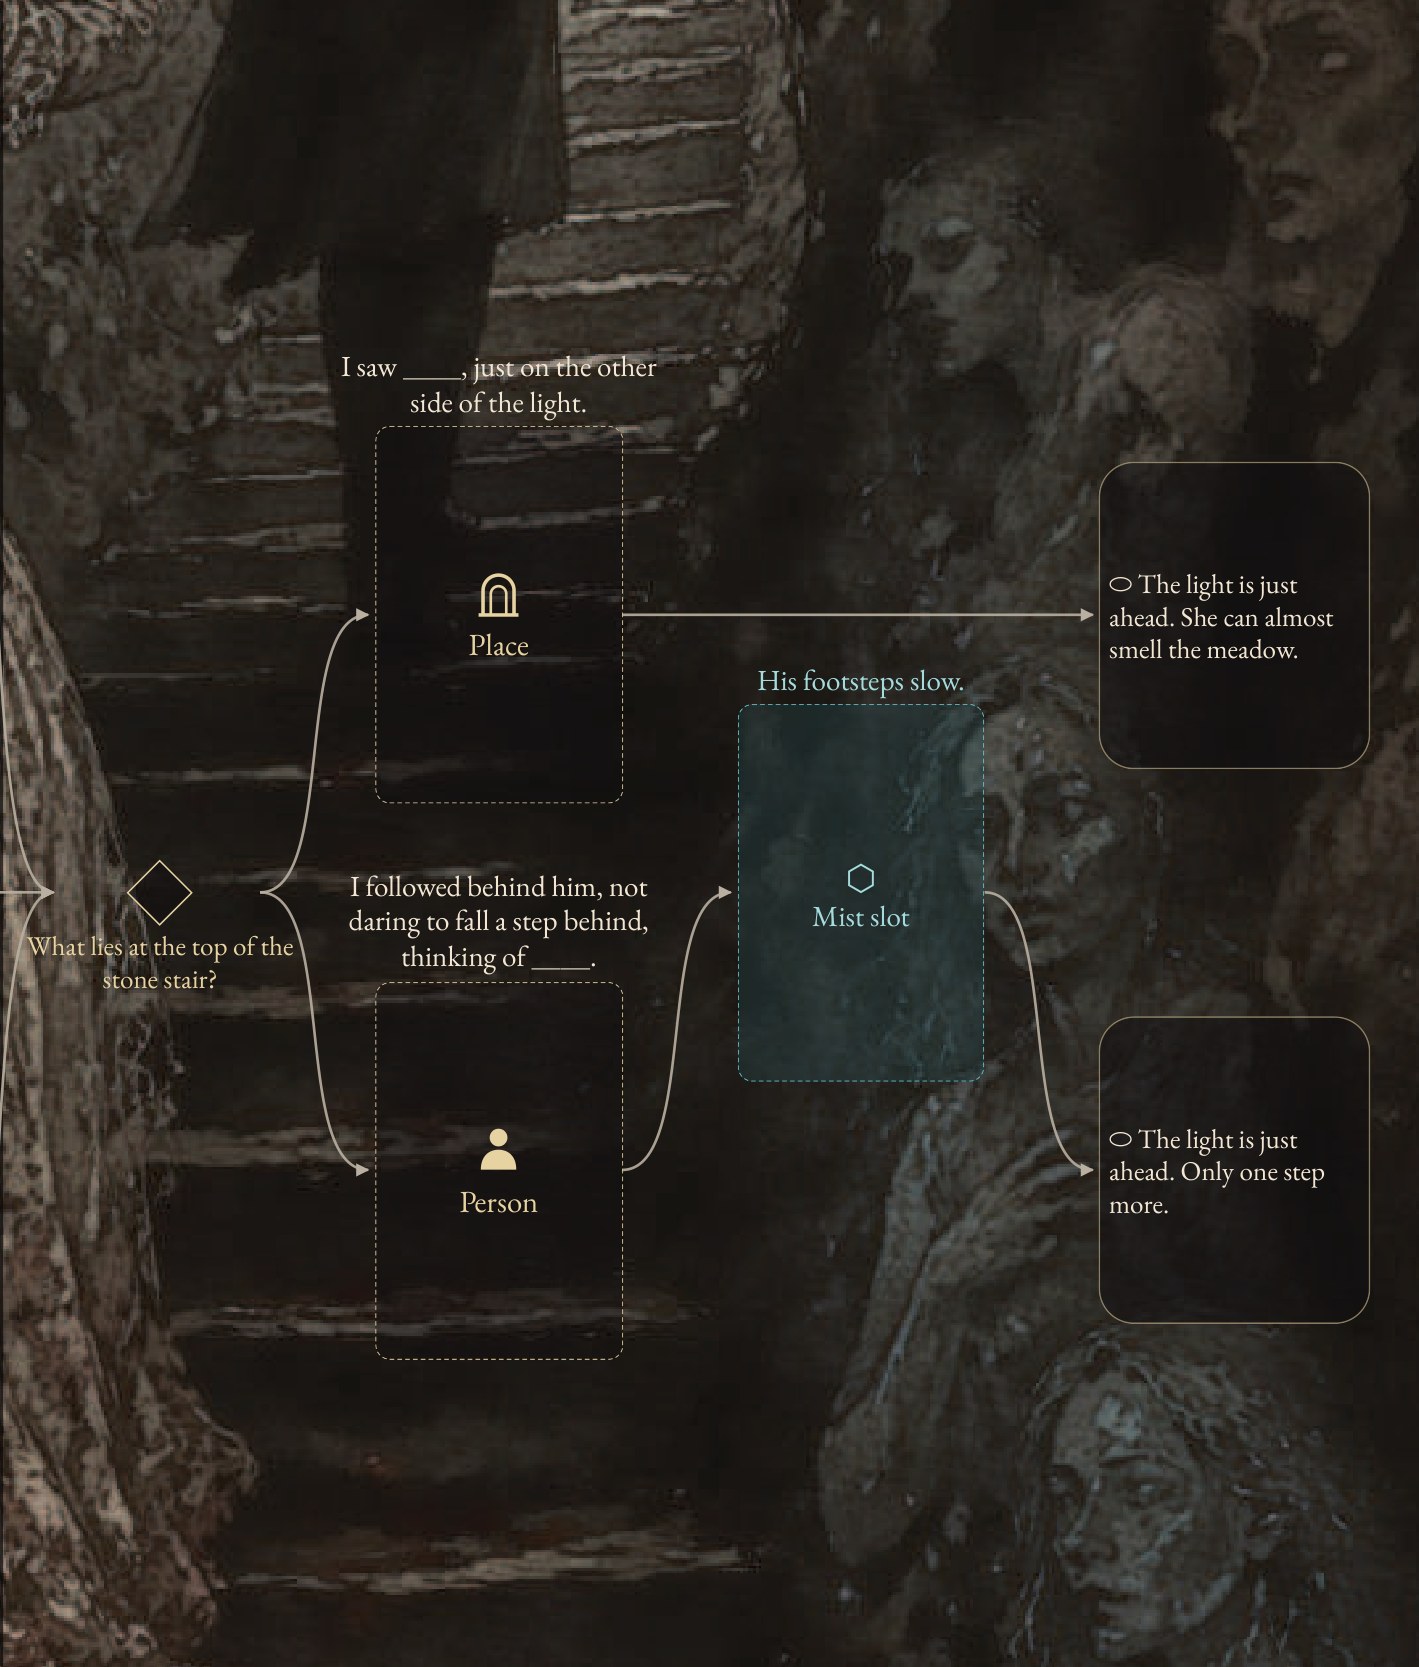 I saw _____, just on the other
side of the light.
Place
The light is just
ahead. She can almost
smell the meadow.
His footsteps slow.
Mist slot
What lies at the top of the
stone stair?
I followed behind him, not
daring to fall a step behind,
thinking of _____.
Person
The light is just
ahead. Only one step
more.